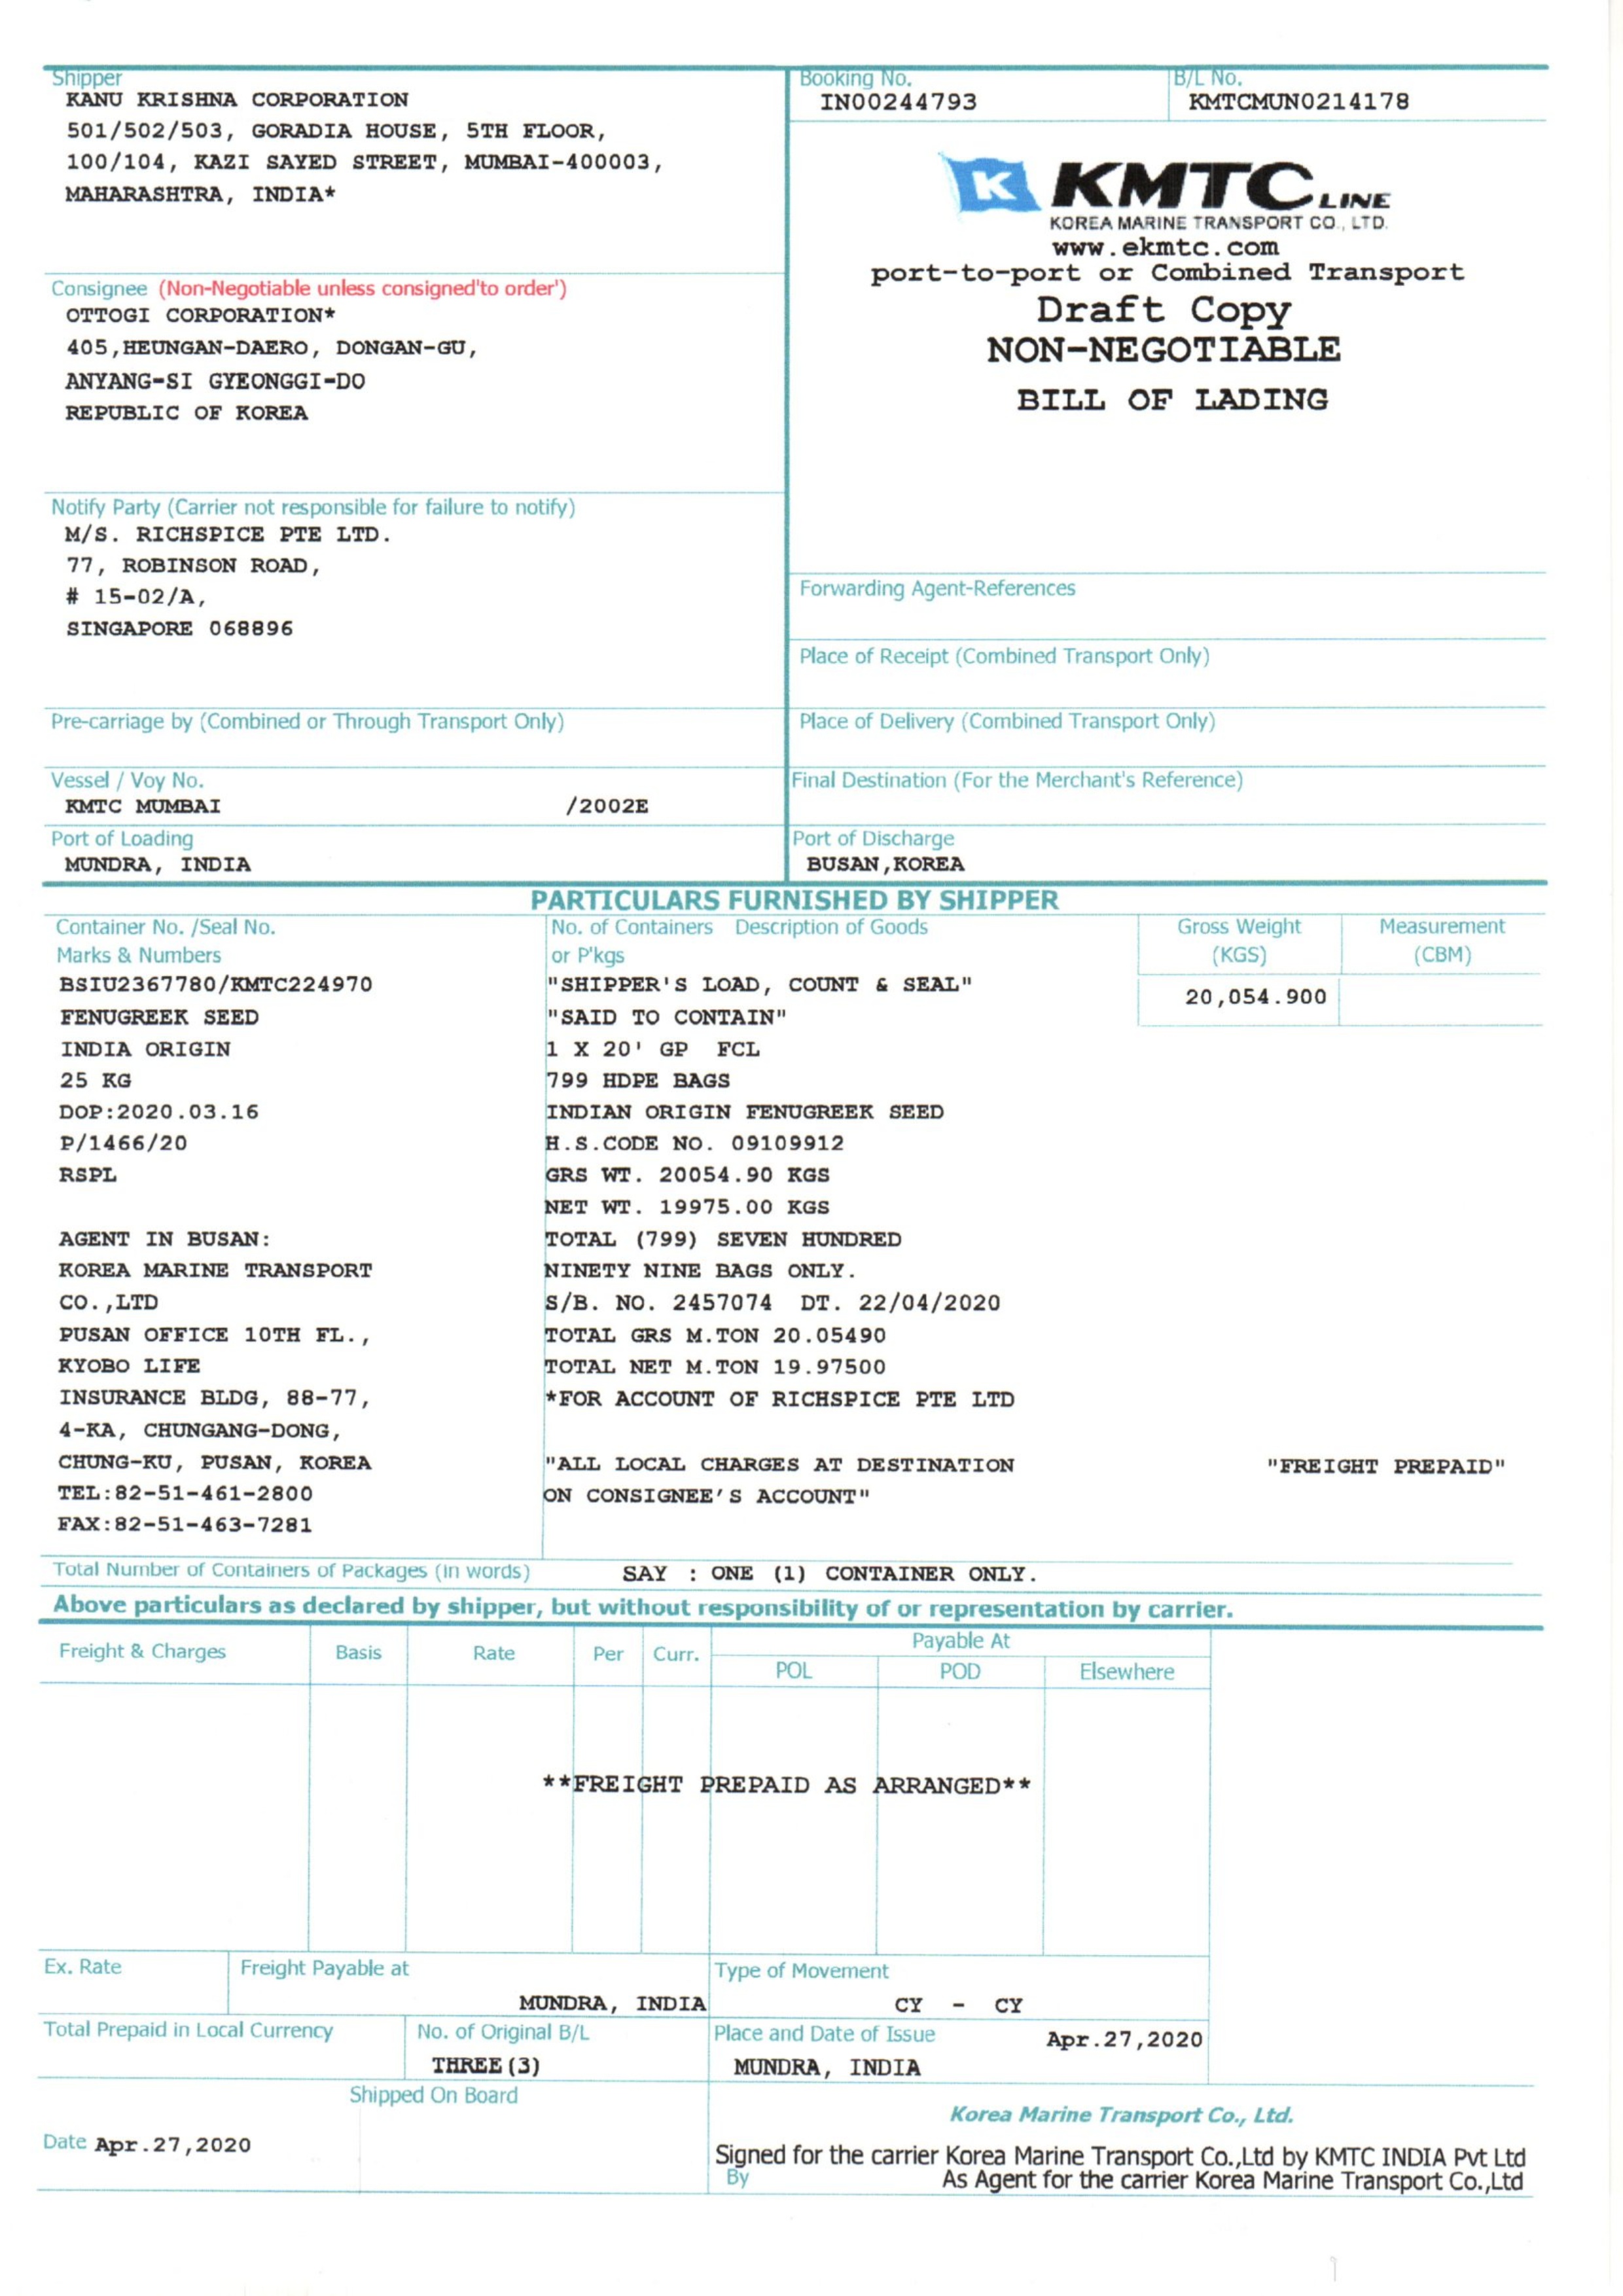 Shipper
KANU KRISHNA CORPORATION
501/502/503, GORADIA HOUSE, 5TH FLOOR,
100/104, KAZI SAYED STREET, MUMBAI-400003,
MAHARASHTRA, INDIA*
Booking No.
IN00244793
B/L No.
KMTCMUN0214178
K KMTC LINE
KOREA MARINE TRANSPORT CO., LTD.
www.ekmtc.com
port-to-port or Combined Transport
Draft Copy
NON-NEGOTIABLE
BILL OF LADING
Consignee (Non-Negotiable unless consigned'to order')
OTTOGI CORPORATION*
405,HEUNGAN-DAERO, DONGAN-GU,
ANYANG-SI GYEONGGI-DO
REPUBLIC OF KOREA
Notify Party (Carrier not responsible for failure to notify)
M/S. RICHSPICE PTE LTD.
77, ROBINSON ROAD,
# 15-02/A,
SINGAPORE 068896
Forwarding Agent-References
Place of Receipt (Combined Transport Only)
Pre-carriage by (Combined or Through Transport Only)
Place of Delivery (Combined Transport Only)
Vessel / Voy No.
KMTC MUMBAI /2002E
Final Destination (For the Merchant's Reference)
Port of Loading
MUNDRA, INDIA
Port of Discharge
BUSAN,KOREA
PARTICULARS FURNISHED BY SHIPPER
Container No. /Seal No.
Marks & Numbers
BSIU2367780/KMTC224970
FENUGREEK SEED
INDIA ORIGIN
25 KG
DOP:2020.03.16
P/1466/20
RSPL
AGENT IN BUSAN:
KOREA MARINE TRANSPORT
CO.,LTD
PUSAN OFFICE 10TH FL.,
KYOBO LIFE
INSURANCE BLDG, 88-77,
4-KA, CHUNGANG-DONG,
CHUNG-KU, PUSAN, KOREA
TEL:82-51-461-2800
FAX:82-51-463-7281
No. of Containers Description of Goods
or P'kgs
"SHIPPER'S LOAD, COUNT & SEAL"
"SAID TO CONTAIN"
1 X 20' GP FCL
799 HDPE BAGS
INDIAN ORIGIN FENUGREEK SEED
H.S.CODE NO. 09109912
GRS WT. 20054.90 KGS
NET WT. 19975.00 KGS
TOTAL (799) SEVEN HUNDRED
NINETY NINE BAGS ONLY.
S/B. NO. 2457074 DT. 22/04/2020
TOTAL GRS M.TON 20.05490
TOTAL NET M.TON 19.97500
*FOR ACCOUNT OF RICHSPICE PTE LTD
"ALL LOCAL CHARGES AT DESTINATION
ON CONSIGNEE'S ACCOUNT"
Gross Weight
(KGS)
20,054.900
Measurement
(CBM)
"FREIGHT PREPAID"
Total Number of Containers of Packages (in words) SAY : ONE (1) CONTAINER ONLY.
Above particulars as declared by shipper, but without responsibility of or representation by carrier.
Freight & Charges Basis Rate Per Curr. Payable At
POL POD Elsewhere
**FREIGHT PREPAID AS ARRANGED**
Ex. Rate
Freight Payable at
MUNDRA, INDIA
Type of Movement
CY - CY
Total Prepaid in Local Currency
No. of Original B/L
THREE(3)
Place and Date of Issue Apr.27,2020
MUNDRA, INDIA
Shipped On Board
Date Apr.27,2020
Korea Marine Transport Co., Ltd.
Signed for the carrier Korea Marine Transport Co.,Ltd by KMTC INDIA Pvt Ltd
By As Agent for the carrier Korea Marine Transport Co.,Ltd